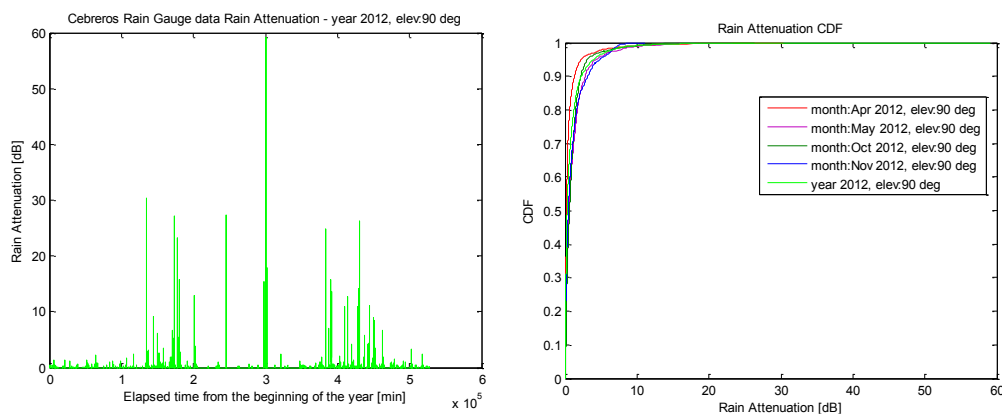 Cebreros Rain Gauge data Rain Attenuation - year 2012, elev:90 deg
60
50
40
30
20
10
0
Rain Attenuation [dB]
0 1 2 3 4 5 6
x 10^5
Elapsed time from the beginning of the year [min]
Rain Attenuation CDF
1
0.9
0.8
0.7
0.6
0.5
0.4
0.3
0.2
0.1
0
CDF
month:Apr 2012, elev:90 deg
month:May 2012, elev:90 deg
month:Oct 2012, elev:90 deg
month:Nov 2012, elev:90 deg
year 2012, elev:90 deg
0 10 20 30 40 50 60
Rain Attenuation [dB]